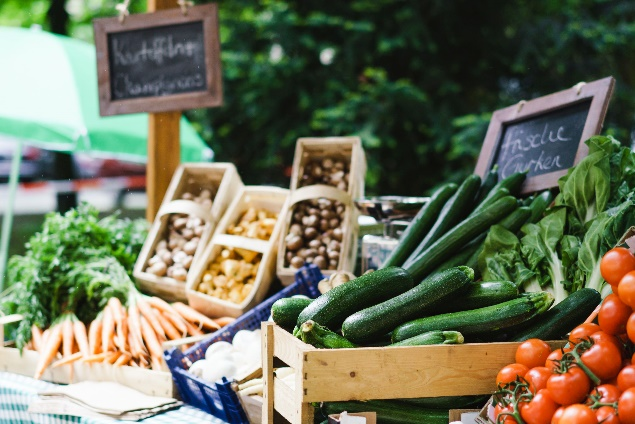 Kartoffeln +
Champignons
frische
Gurken